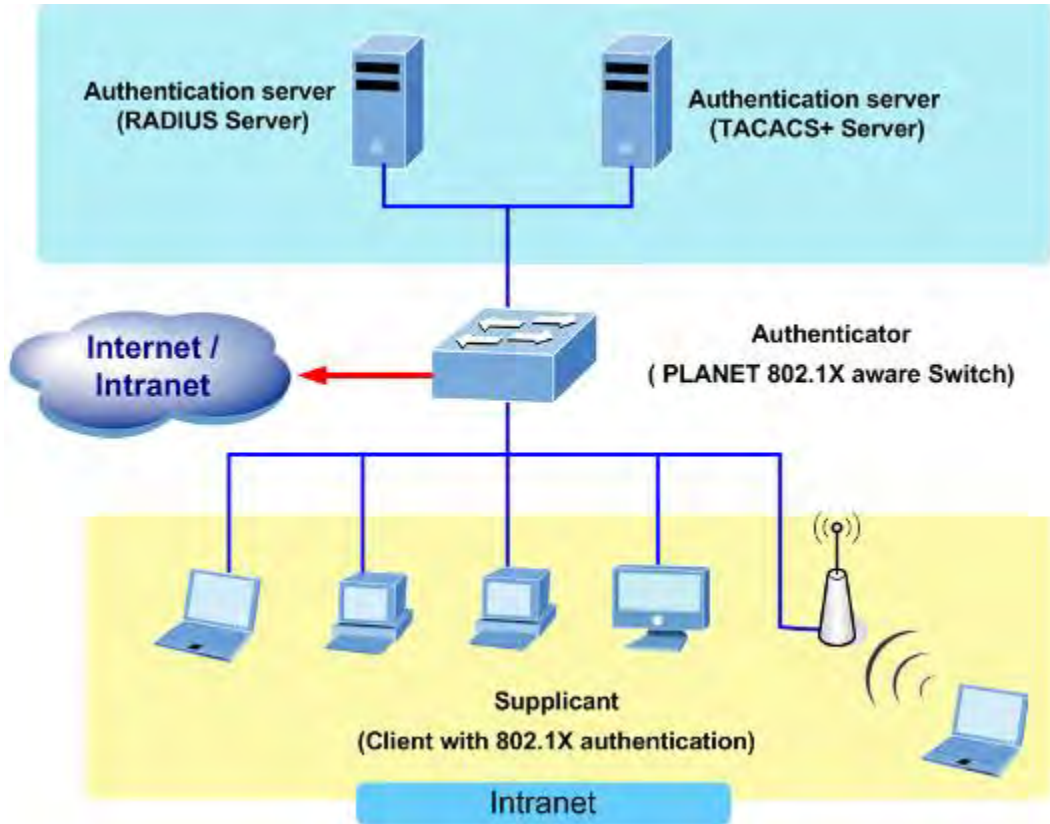 Authentication server
(RADIUS Server)
Authentication server
(TACACS+ Server)
Internet /
Intranet
Authenticator
( PLANET 802.1X aware Switch)
Supplicant
(Client with 802.1X authentication)
Intranet